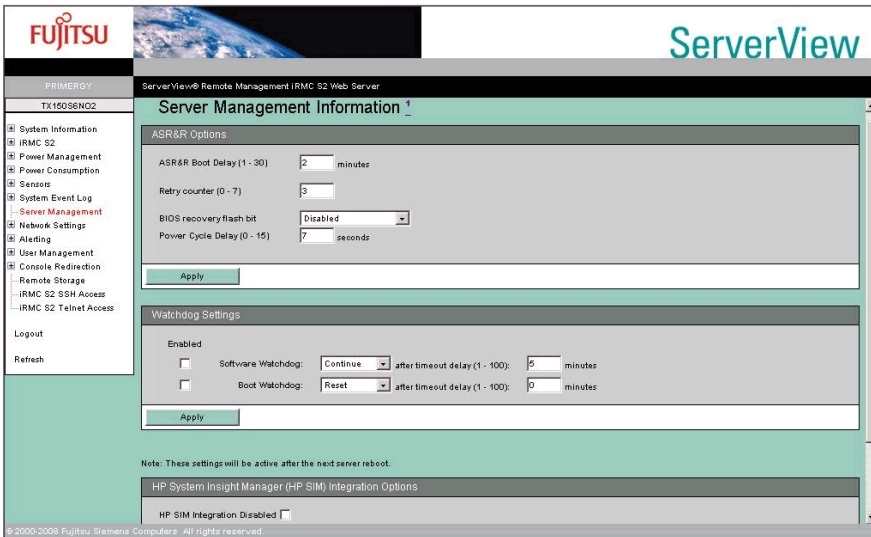 FUJITSU
ServerView
PRIMERGY
ServerView® Remote Management iRMC S2 Web Server
TX150S6NO2
Server Management Information 1
System Information
iRMC S2
Power Management
Power Consumption
Sensors
System Event Log
Server Management
Network Settings
Alerting
User Management
Console Redirection
Remote Storage
iRMC S2 SSH Access
iRMC S2 Telnet Access
Logout
Refresh
ASR&R Options
ASR&R Boot Delay (1 - 30) 2 minutes
Retry counter (0 - 7) 3
BIOS recovery flash bit Disabled
Power Cycle Delay (0 - 15) 7 seconds
Apply
Watchdog Settings
Enabled
Software Watchdog: Continue after timeout delay (1 - 100): 5 minutes
Boot Watchdog: Reset after timeout delay (1 - 100): 0 minutes
Apply
Note: These settings will be active after the next server reboot.
HP System Insight Manager (HP SIM) Integration Options
HP SIM Integration Disabled
© 2000-2008 Fujitsu Siemens Computers All rights reserved.